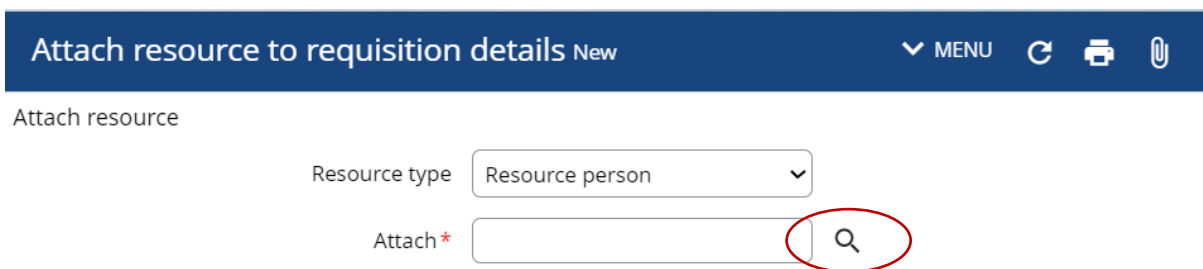 Attach resource to requisition details New MENU
Attach resource
Resource type Resource person
Attach *